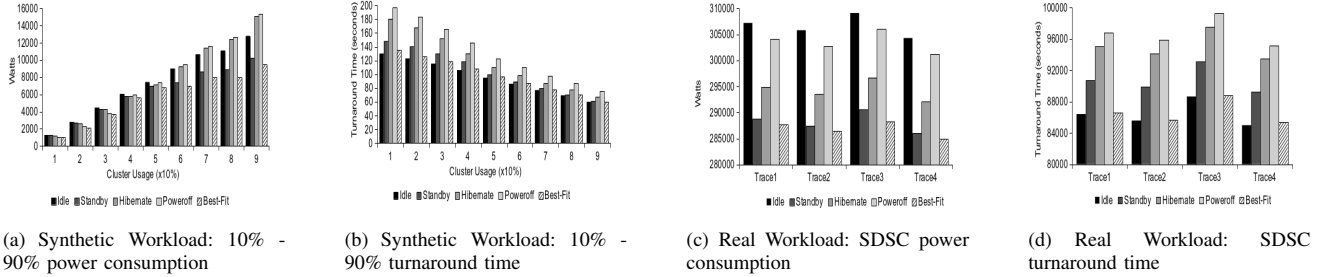 16000
14000
12000
10000
8000
6000
4000
2000
0
Watts
1 2 3 4 5 6 7 8 9
Cluster Usage (x10%)
Idle Standby Hibernate Poweroff Best-Fit
(a) Synthetic Workload: 10% -
90% power consumption
200
180
160
140
120
100
80
60
40
20
0
Turnaround Time (seconds)
1 2 3 4 5 6 7 8 9
Cluster Usage (x10%)
Idle Standby Hibernate Poweroff Best-Fit
(b) Synthetic Workload: 10% -
90% turnaround time
310000
305000
300000
295000
290000
285000
280000
Watts
Trace1 Trace2 Trace3 Trace4
Idle Standby Hibernate Poweroff Best-Fit
(c) Real Workload: SDSC power
consumption
100000
96000
92000
88000
84000
80000
Turnaround Time (seconds)
Trace1 Trace2 Trace3 Trace4
Idle Standby Hibernate Poweroff Best-Fit
(d) Real Workload: SDSC
turnaround time